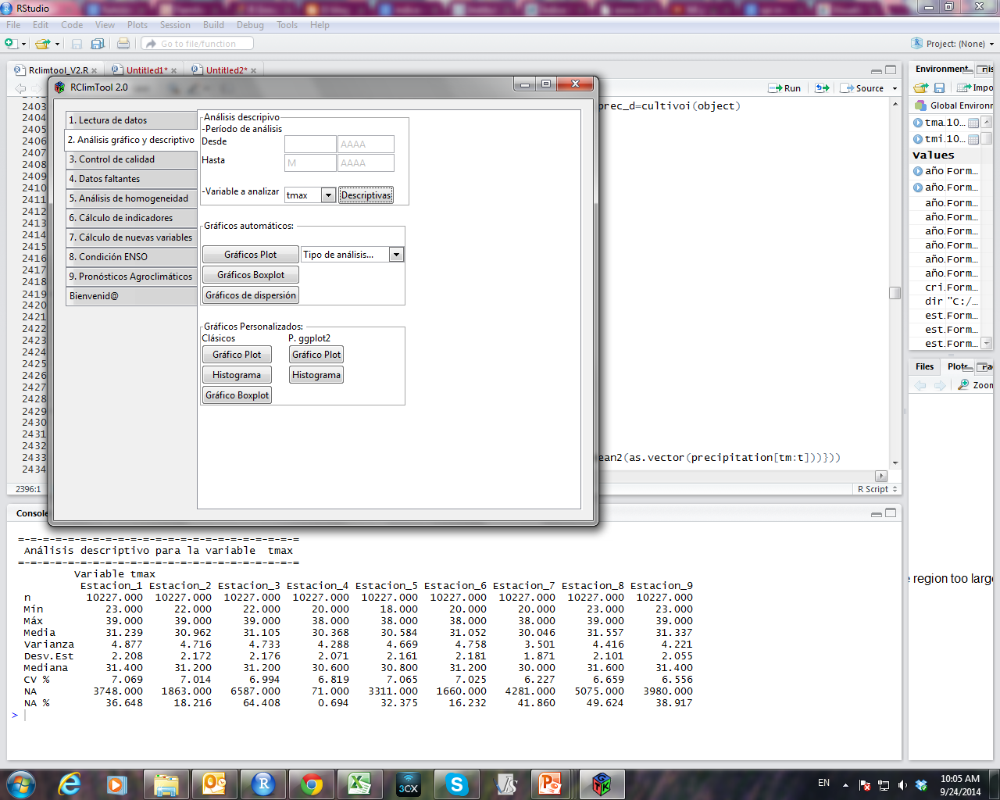 RStudio
File Edit Code View Plots Session Build Debug Tools Help
Go to file/function
Project: (None)
Rclimtool_V2.R
Untitled1*
Untitled2*
Environment
RClimTool 2.0
Run
Source
Impo
2403
2404
2405
2406
2407
2408
2409
2410
2411
2412
2413
2414
2415
2416
2417
2418
2419
2420
2421
2422
2423
2424
2425
2426
2427
2428
2429
2430
2431
2432
2433
2434
prec_d=cultivoi(object)
ean2(as.vector(precipitation[tm:t]))}))
2396:1
R Script
1. Lectura de datos
2. Análisis gráfico y descriptivo
3. Control de calidad
4. Datos faltantes
5. Análisis de homogeneidad
6. Cálculo de indicadores
7. Cálculo de nuevas variables
8. Condición ENSO
9. Pronósticos Agroclimáticos
Bienvenid@
Análisis descripivo
-Período de análisis
Desde AAAA
Hasta M AAAA
-Variable a analizar tmax Descriptivas
Gráficos automáticos:
Gráficos Plot Tipo de análisis...
Gráficos Boxplot
Gráficos de dispersión
Gráficos Personalizados:
Clásicos P. ggplot2
Gráfico Plot Gráfico Plot
Histograma Histograma
Gráfico Boxplot
Global Environ
tma.10...
tmi.10...
Values
año.Form...
año.Form...
año.Form...
año.Form...
año.Form...
año.Form...
año.Form...
año.Form...
cri.Form...
dir "C:/...
est.Form...
est.Form...
est.Form...
Files Plots Pa
Zoom
e region too large
Console
=-=-=-=-=-=-=-=-=-=-=-=-=-=-=-=-=-=-=-=-=-=-=
Análisis descriptivo para la variable  tmax
=-=-=-=-=-=-=-=-=-=-=-=-=-=-=-=-=-=-=-=-=-=-=
Variable tmax
Estacion_1 Estacion_2 Estacion_3 Estacion_4 Estacion_5 Estacion_6 Estacion_7 Estacion_8 Estacion_9
n 10227.000 10227.000 10227.000 10227.000 10227.000 10227.000 10227.000 10227.000 10227.000
Mín 23.000 22.000 22.000 20.000 18.000 20.000 20.000 23.000 23.000
Máx 39.000 39.000 39.000 38.000 38.000 38.000 38.000 39.000 39.000
Media 31.239 30.962 31.105 30.368 30.584 31.052 30.046 31.557 31.337
Varianza 4.877 4.716 4.733 4.288 4.669 4.758 3.501 4.416 4.221
Desv.Est 2.208 2.172 2.176 2.071 2.161 2.181 1.871 2.101 2.055
Mediana 31.400 31.200 31.200 30.600 30.800 31.200 30.000 31.600 31.400
CV % 7.069 7.014 6.994 6.819 7.065 7.025 6.227 6.659 6.556
NA 3748.000 1863.000 6587.000 71.000 3311.000 1660.000 4281.000 5075.000 3980.000
NA % 36.648 18.216 64.408 0.694 32.375 16.232 41.860 49.624 38.917
>
3CX
EN
10:05 AM
9/24/2014